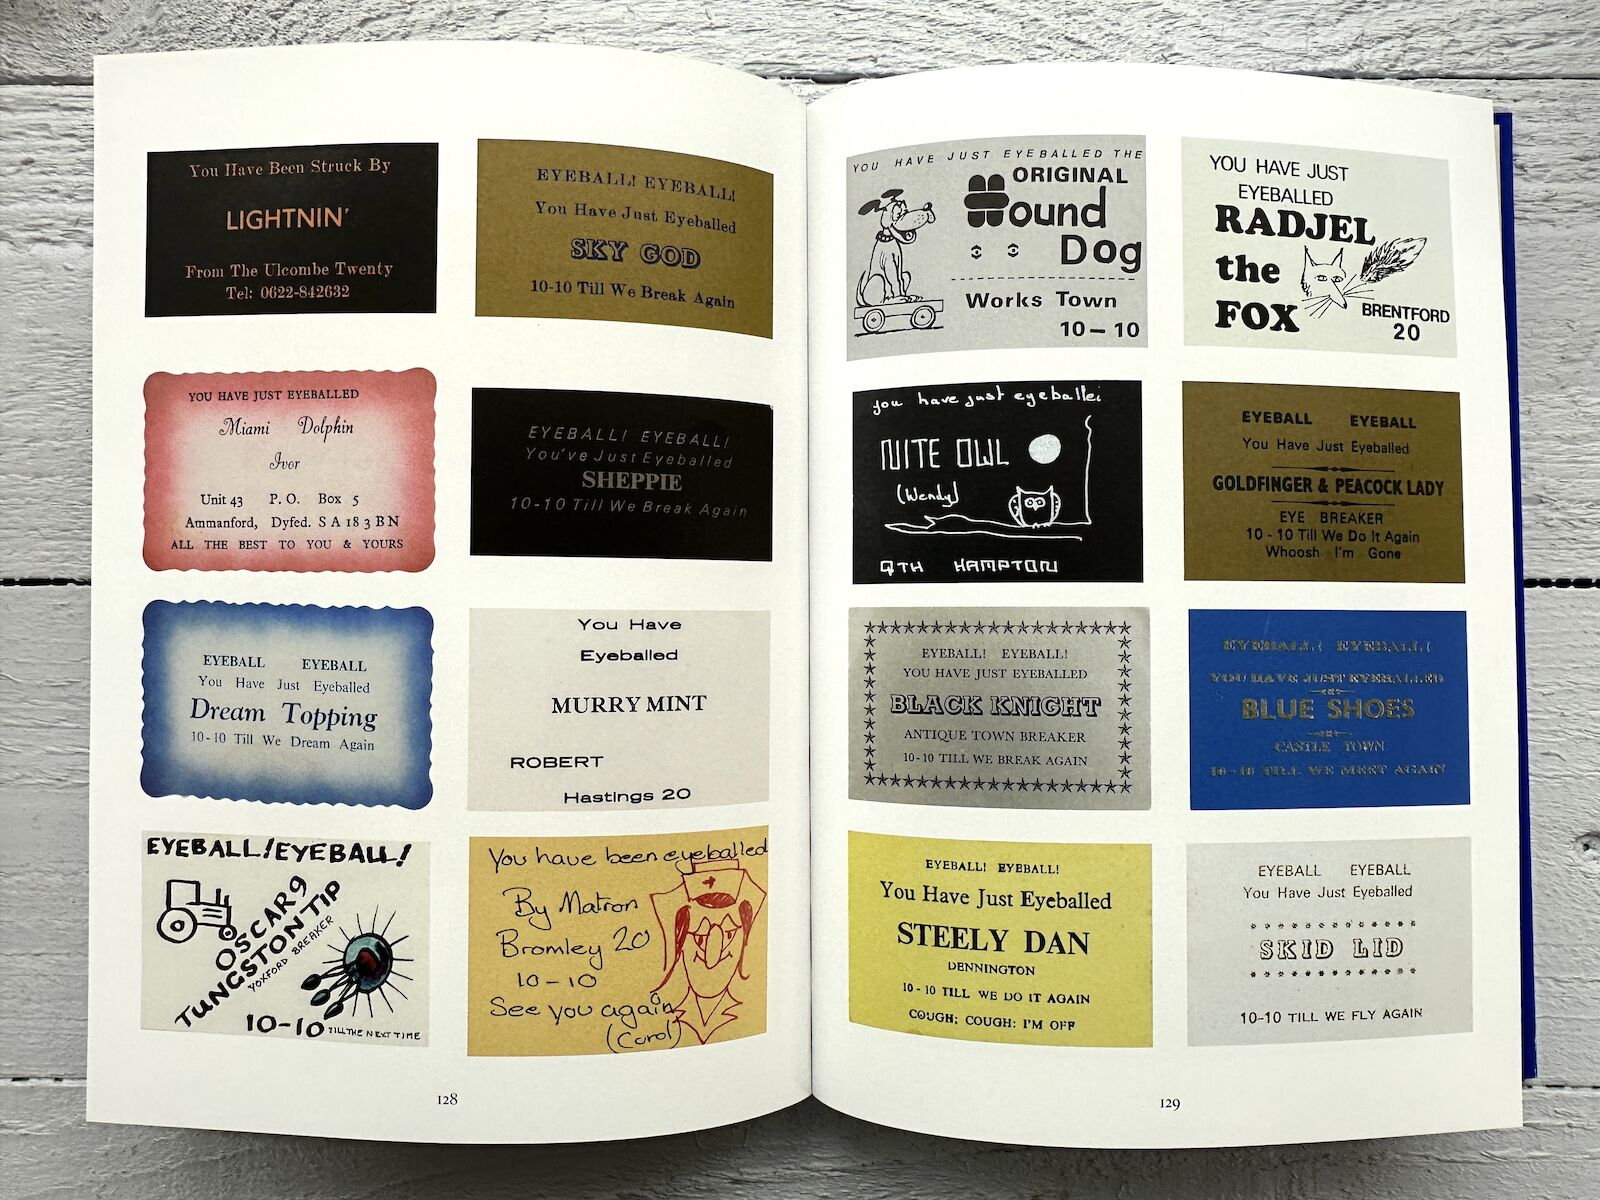 You Have Been Struck By
LIGHTNIN'
From The Ulcombe Twenty
Tel: 0622-842632
EYEBALL! EYEBALL!
You Have Just Eyeballed
SKY GOD
10-10 Till We Break Again
YOU HAVE JUST EYEBALLED
Miami Dolphin
Ivor
Unit 43 P.O. Box 5
Ammanford, Dyfed. SA18 3BN
ALL THE BEST TO YOU & YOURS
EYEBALL! EYEBALL!
You've Just Eyeballed
SHEPPIE
10-10 Till We Break Again
EYEBALL EYEBALL
You Have Just Eyeballed
Dream Topping
10-10 Till We Dream Again
You Have
Eyeballed
MURRY MINT
ROBERT
Hastings 20
EYEBALL! EYEBALL!
OSCAR 9
TUNGSTON TIP
YOXFORD BREAKER
10-10 TILL THE NEXT TIME
You have been eyeballed
By Matron
Bromley 20
10-10
See you again
(Carol)
128
YOU HAVE JUST EYEBALLED THE
ORIGINAL
Hound
Dog
Works Town
10-10
YOU HAVE JUST
EYEBALLED
RADJEL
the
FOX
BRENTFORD
20
you have just eyeballe
NITE OWL
(Wendy)
QTH HAMPTON
EYEBALL EYEBALL
You Have Just Eyeballed
GOLDFINGER & PEACOCK LADY
EYE BREAKER
10-10 Till We Do It Again
Whoosh I'm Gone
EYEBALL! EYEBALL!
YOU HAVE JUST EYEBALLED
BLACK KNIGHT
ANTIQUE TOWN BREAKER
10-10 TILL WE BREAK AGAIN
EYEBALL! EYEBALL!
YOU HAVE JUST EYEBALLED
BLUE SHOES
CASTLE TOWN
10-10 TILL WE MEET AGAIN
EYEBALL! EYEBALL!
You Have Just Eyeballed
STEELY DAN
DENNINGTON
10-10 TILL WE DO IT AGAIN
COUGH; COUGH: I'M OFF
EYEBALL EYEBALL
You Have Just Eyeballed
SKID LID
10-10 TILL WE FLY AGAIN
129